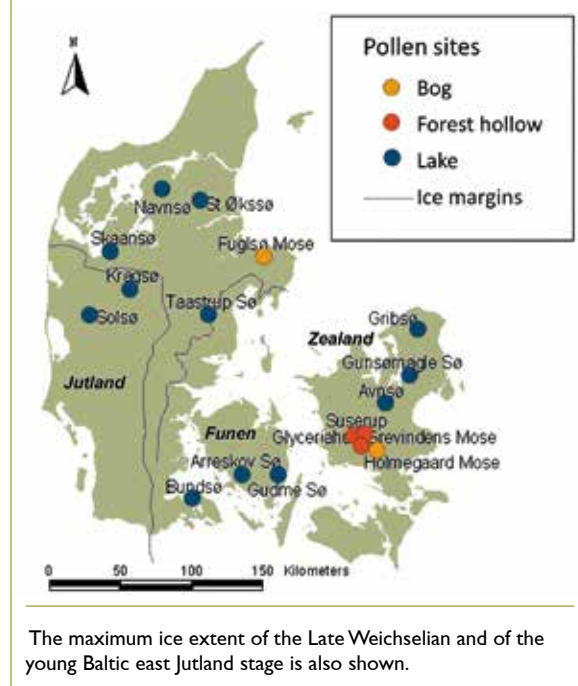 N
Pollen sites
Bog
Forest hollow
Lake
Ice margins
Navnsø
St Økssø
Skaansø
Fuglsø Mose
Kragsø
Solsø
Taastrup Sø
Gribsø
Zealand
Gunsørnagle Sø
Jutland
Avnsø
Suserup
Funen
Grevindens Mose
Holmegaard Mose
Arreskov Sø
Gudme Sø
Bundsø
0 50 100 150 Kilometers
The maximum ice extent of the Late Weichselian and of the
young Baltic east Jutland stage is also shown.